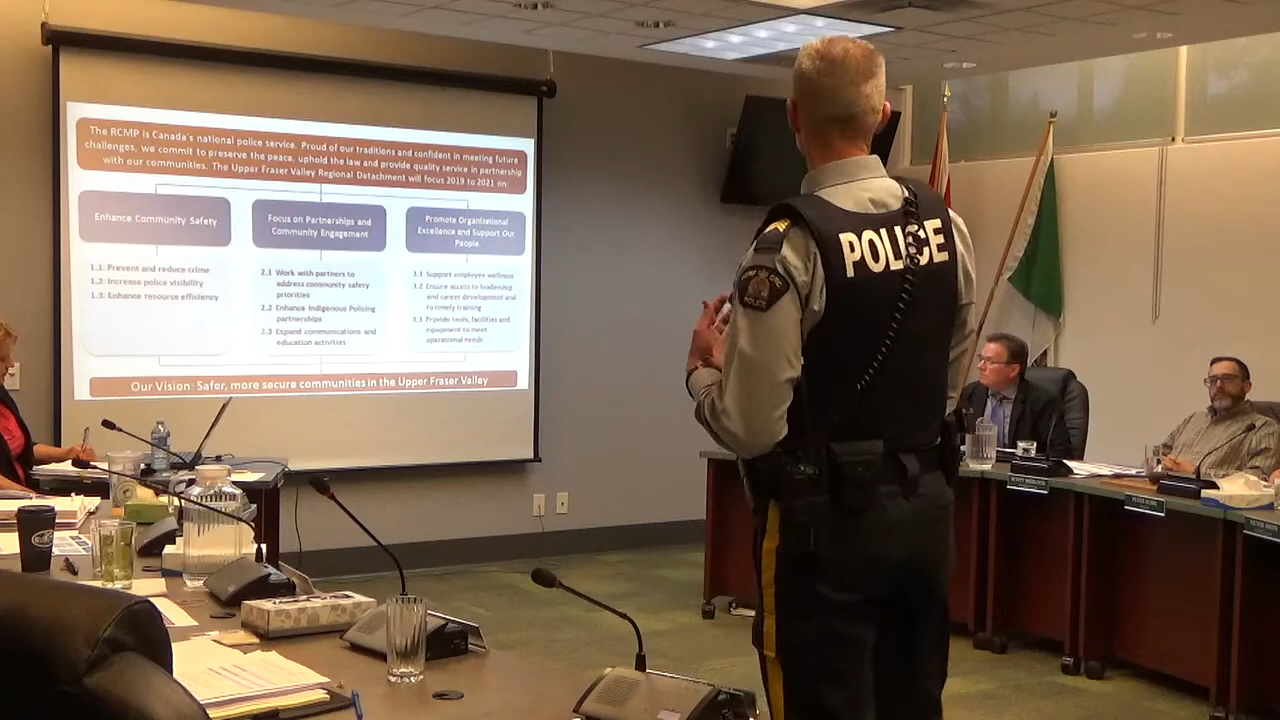 The RCMP is Canada's national police service. Proud of our traditions and confident in meeting future
challenges, we commit to preserve the peace, uphold the law and provide quality service in partnership
with our communities. The Upper Fraser Valley Regional Detachment will focus 2019 to 2021 on:
Enhance Community Safety
1.1: Prevent and reduce crime
1.2: Increase police visibility
1.3: Enhance resource efficiency
Focus on Partnerships and
Community Engagement
2.1 Work with partners to
address community safety
priorities
2.2 Enhance Indigenous Policing
partnerships
2.3 Expand communications and
education activities
Promote Organizational
Excellence and Support Our
People
3.1 Support employee wellness
3.2 Ensure access to leadership
and career development and
to timely training
3.3 Provide tools, facilities and
equipment to meet
operational needs
Our Vision: Safer, more secure communities in the Upper Fraser Valley
POLICE
RCMP GRC
POLICE